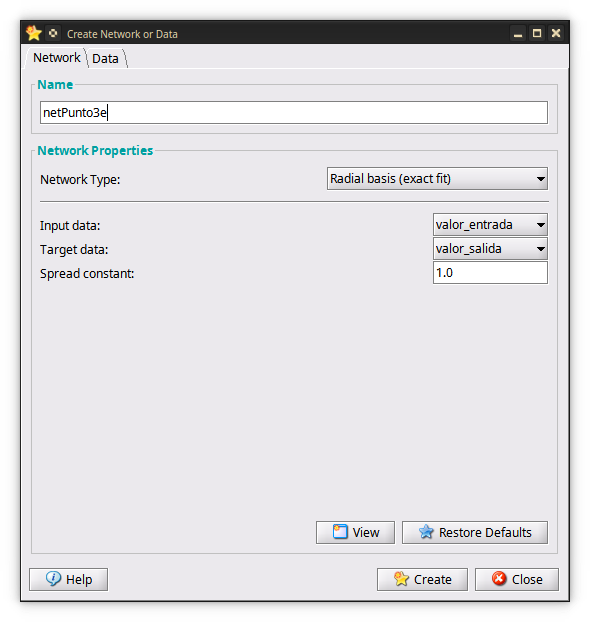 Create Network or Data
Network Data
Name
netPunto3e
Network Properties
Network Type: Radial basis (exact fit)
Input data: valor_entrada
Target data: valor_salida
Spread constant: 1.0
View Restore Defaults
Help Create Close